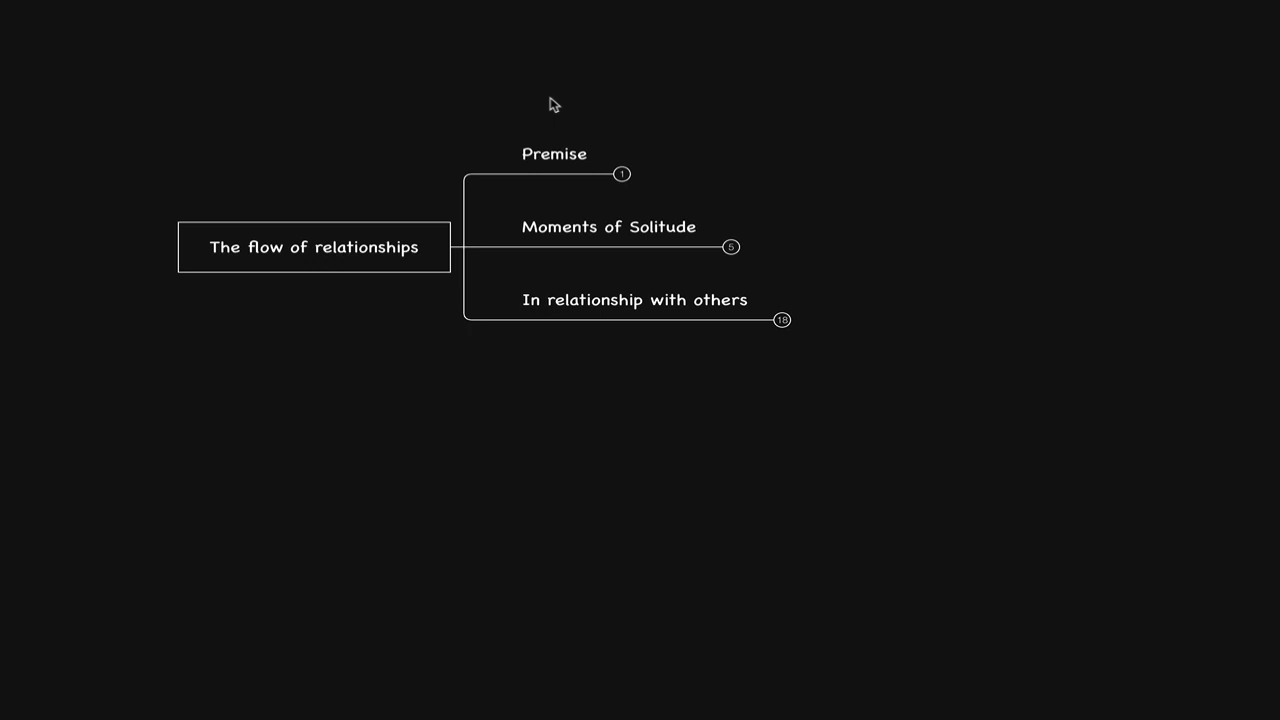 Premise
1
Moments of Solitude
5
The flow of relationships
In relationship with others
18